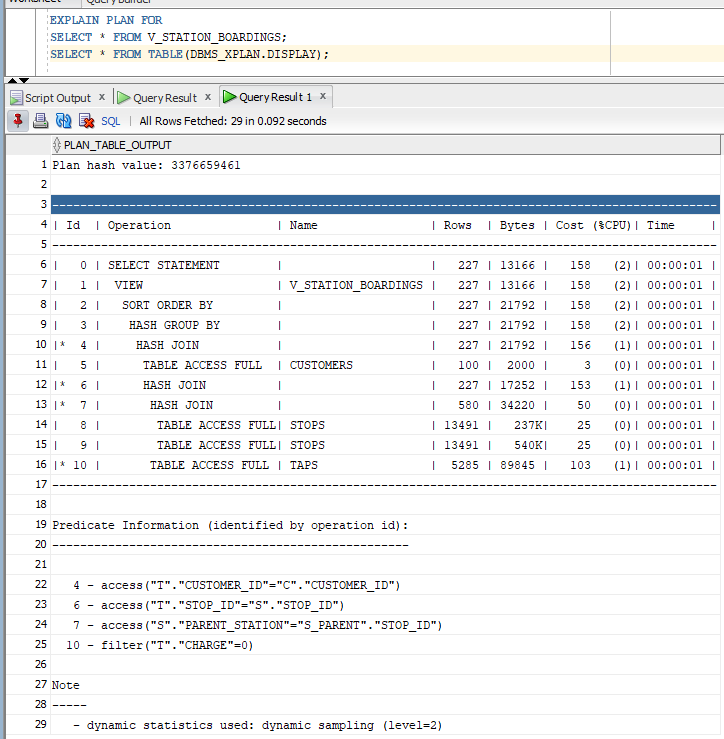 Worksheet Query Builder
EXPLAIN PLAN FOR
SELECT * FROM V_STATION_BOARDINGS;
SELECT * FROM TABLE(DBMS_XPLAN.DISPLAY);
Script Output x Query Result x Query Result 1 x
SQL | All Rows Fetched: 29 in 0.092 seconds
PLAN_TABLE_OUTPUT
1 Plan hash value: 3376659461
2
3 ------------------------------------------------------------------------------------------------
4 | Id  | Operation               | Name                | Rows  | Bytes | Cost (%CPU)| Time     |
5 ------------------------------------------------------------------------------------------------
6 |   0 | SELECT STATEMENT        |                     |   227 | 13166 |   158   (2)| 00:00:01 |
7 |   1 |  VIEW                   | V_STATION_BOARDINGS |   227 | 13166 |   158   (2)| 00:00:01 |
8 |   2 |   SORT ORDER BY         |                     |   227 | 21792 |   158   (2)| 00:00:01 |
9 |   3 |    HASH GROUP BY        |                     |   227 | 21792 |   158   (2)| 00:00:01 |
10 |*  4 |     HASH JOIN           |                     |   227 | 21792 |   156   (1)| 00:00:01 |
11 |   5 |      TABLE ACCESS FULL  | CUSTOMERS           |   100 |  2000 |     3   (0)| 00:00:01 |
12 |*  6 |      HASH JOIN          |                     |   227 | 17252 |   153   (1)| 00:00:01 |
13 |*  7 |       HASH JOIN         |                     |   580 | 34220 |    50   (0)| 00:00:01 |
14 |   8 |        TABLE ACCESS FULL| STOPS               | 13491 |   237K|    25   (0)| 00:00:01 |
15 |   9 |        TABLE ACCESS FULL| STOPS               | 13491 |   540K|    25   (0)| 00:00:01 |
16 |* 10 |       TABLE ACCESS FULL | TAPS                |  5285 | 89845 |   103   (1)| 00:00:01 |
17 ------------------------------------------------------------------------------------------------
18
19 Predicate Information (identified by operation id):
20 ---------------------------------------------------
21
22    4 - access("T"."CUSTOMER_ID"="C"."CUSTOMER_ID")
23    6 - access("T"."STOP_ID"="S"."STOP_ID")
24    7 - access("S"."PARENT_STATION"="S_PARENT"."STOP_ID")
25   10 - filter("T"."CHARGE"=0)
26
27 Note
28 -----
29    - dynamic statistics used: dynamic sampling (level=2)